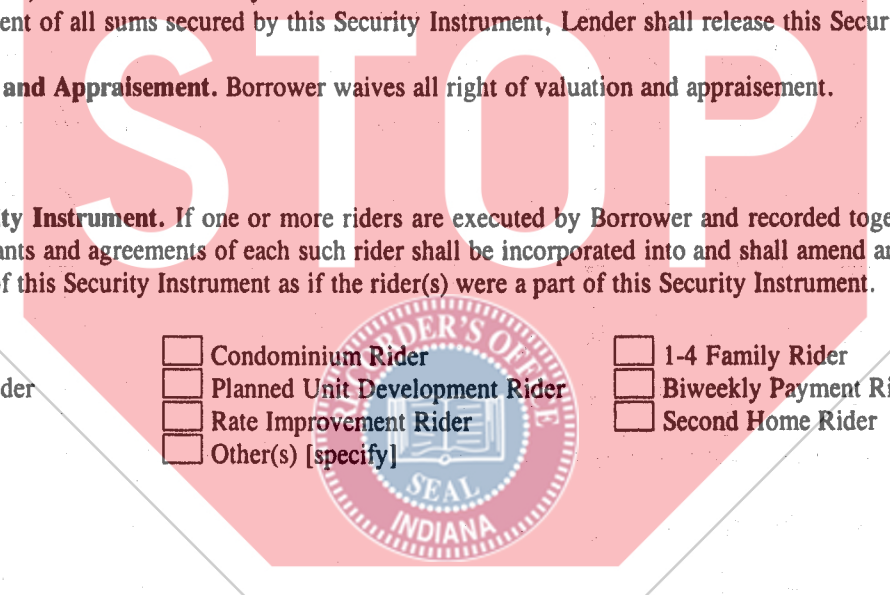 ent of all sums secured by this Security Instrument, Lender shall release this Secur
and Appraisement. Borrower waives all right of valuation and appraisement.
ty Instrument. If one or more riders are executed by Borrower and recorded toge
ants and agreements of each such rider shall be incorporated into and shall amend an
f this Security Instrument as if the rider(s) were a part of this Security Instrument.
Condominium Rider
1-4 Family Rider
der
Planned Unit Development Rider
Biweekly Payment Ri
Rate Improvement Rider
Second Home Rider
Other(s) [specify]
STOP
RECORDER'S OFFICE
SEAL
INDIANA